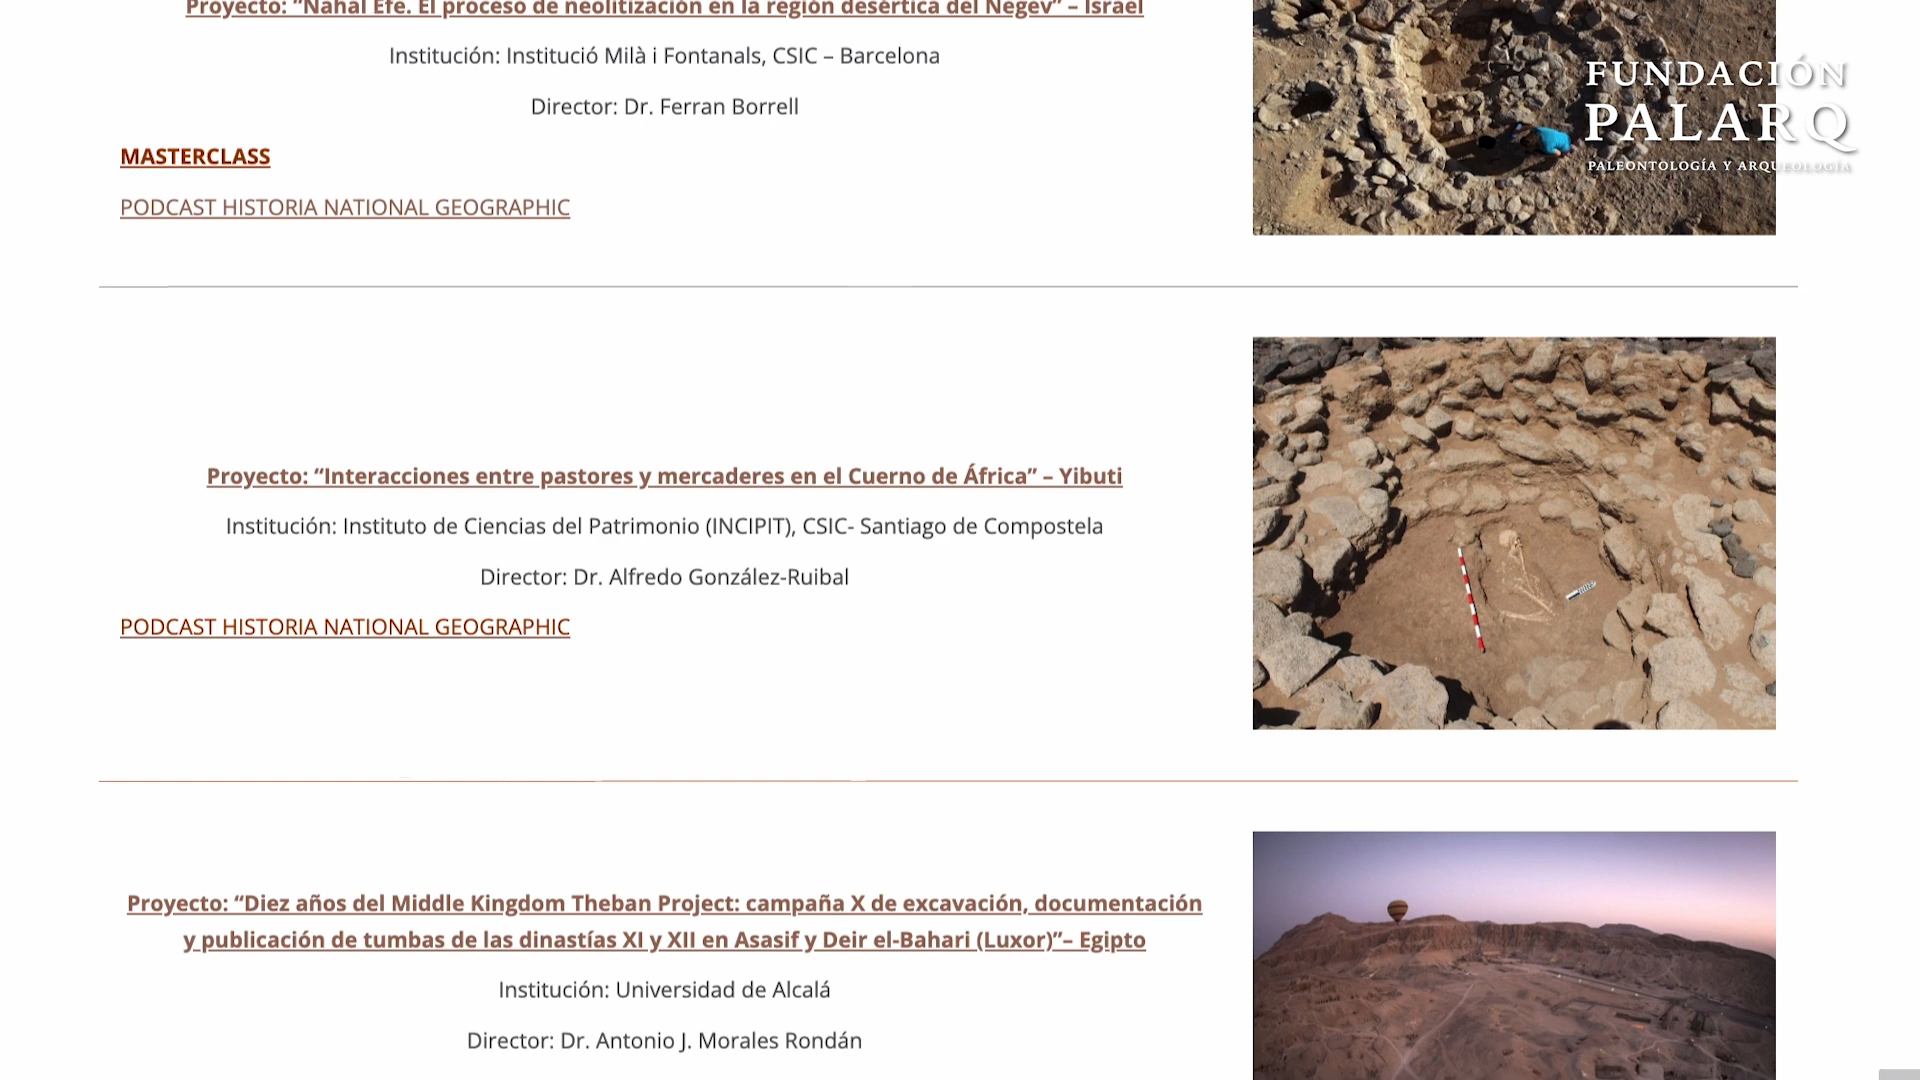 Proyecto: “Nahal Efe. El proceso de neolitización en la región desértica del Negev” – Israel
Institución: Institució Milà i Fontanals, CSIC – Barcelona
Director: Dr. Ferran Borrell
MASTERCLASS
PODCAST HISTORIA NATIONAL GEOGRAPHIC
FUNDACIÓN
PALARQ
PALEONTOLOGÍA Y ARQUEOLOGÍA
Proyecto: “Interacciones entre pastores y mercaderes en el Cuerno de África” – Yibuti
Institución: Instituto de Ciencias del Patrimonio (INCIPIT), CSIC- Santiago de Compostela
Director: Dr. Alfredo González-Ruibal
PODCAST HISTORIA NATIONAL GEOGRAPHIC
Proyecto: “Diez años del Middle Kingdom Theban Project: campaña X de excavación, documentación
y publicación de tumbas de las dinastías XI y XII en Asasif y Deir el-Bahari (Luxor)”– Egipto
Institución: Universidad de Alcalá
Director: Dr. Antonio J. Morales Rondán